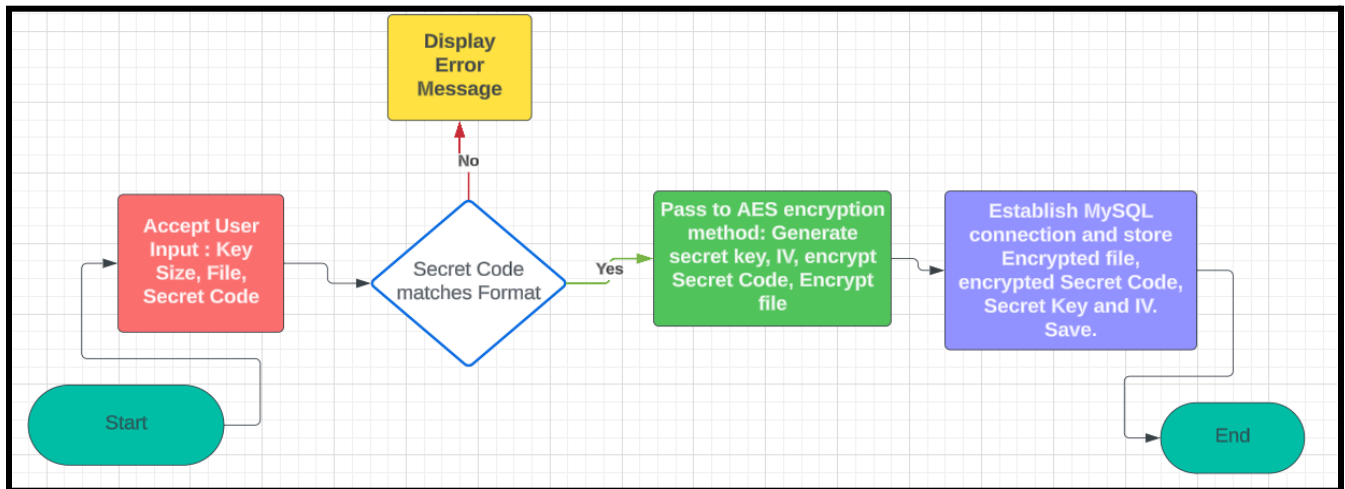 Display
Error
Message
No
Accept User
Input : Key
Size, File,
Secret Code
Secret Code
matches Format
Yes
Pass to AES encryption
method: Generate
secret key, IV, encrypt
Secret Code, Encrypt
file
Establish MySQL
connection and store
Encrypted file,
encrypted Secret Code,
Secret Key and IV.
Save.
Start
End